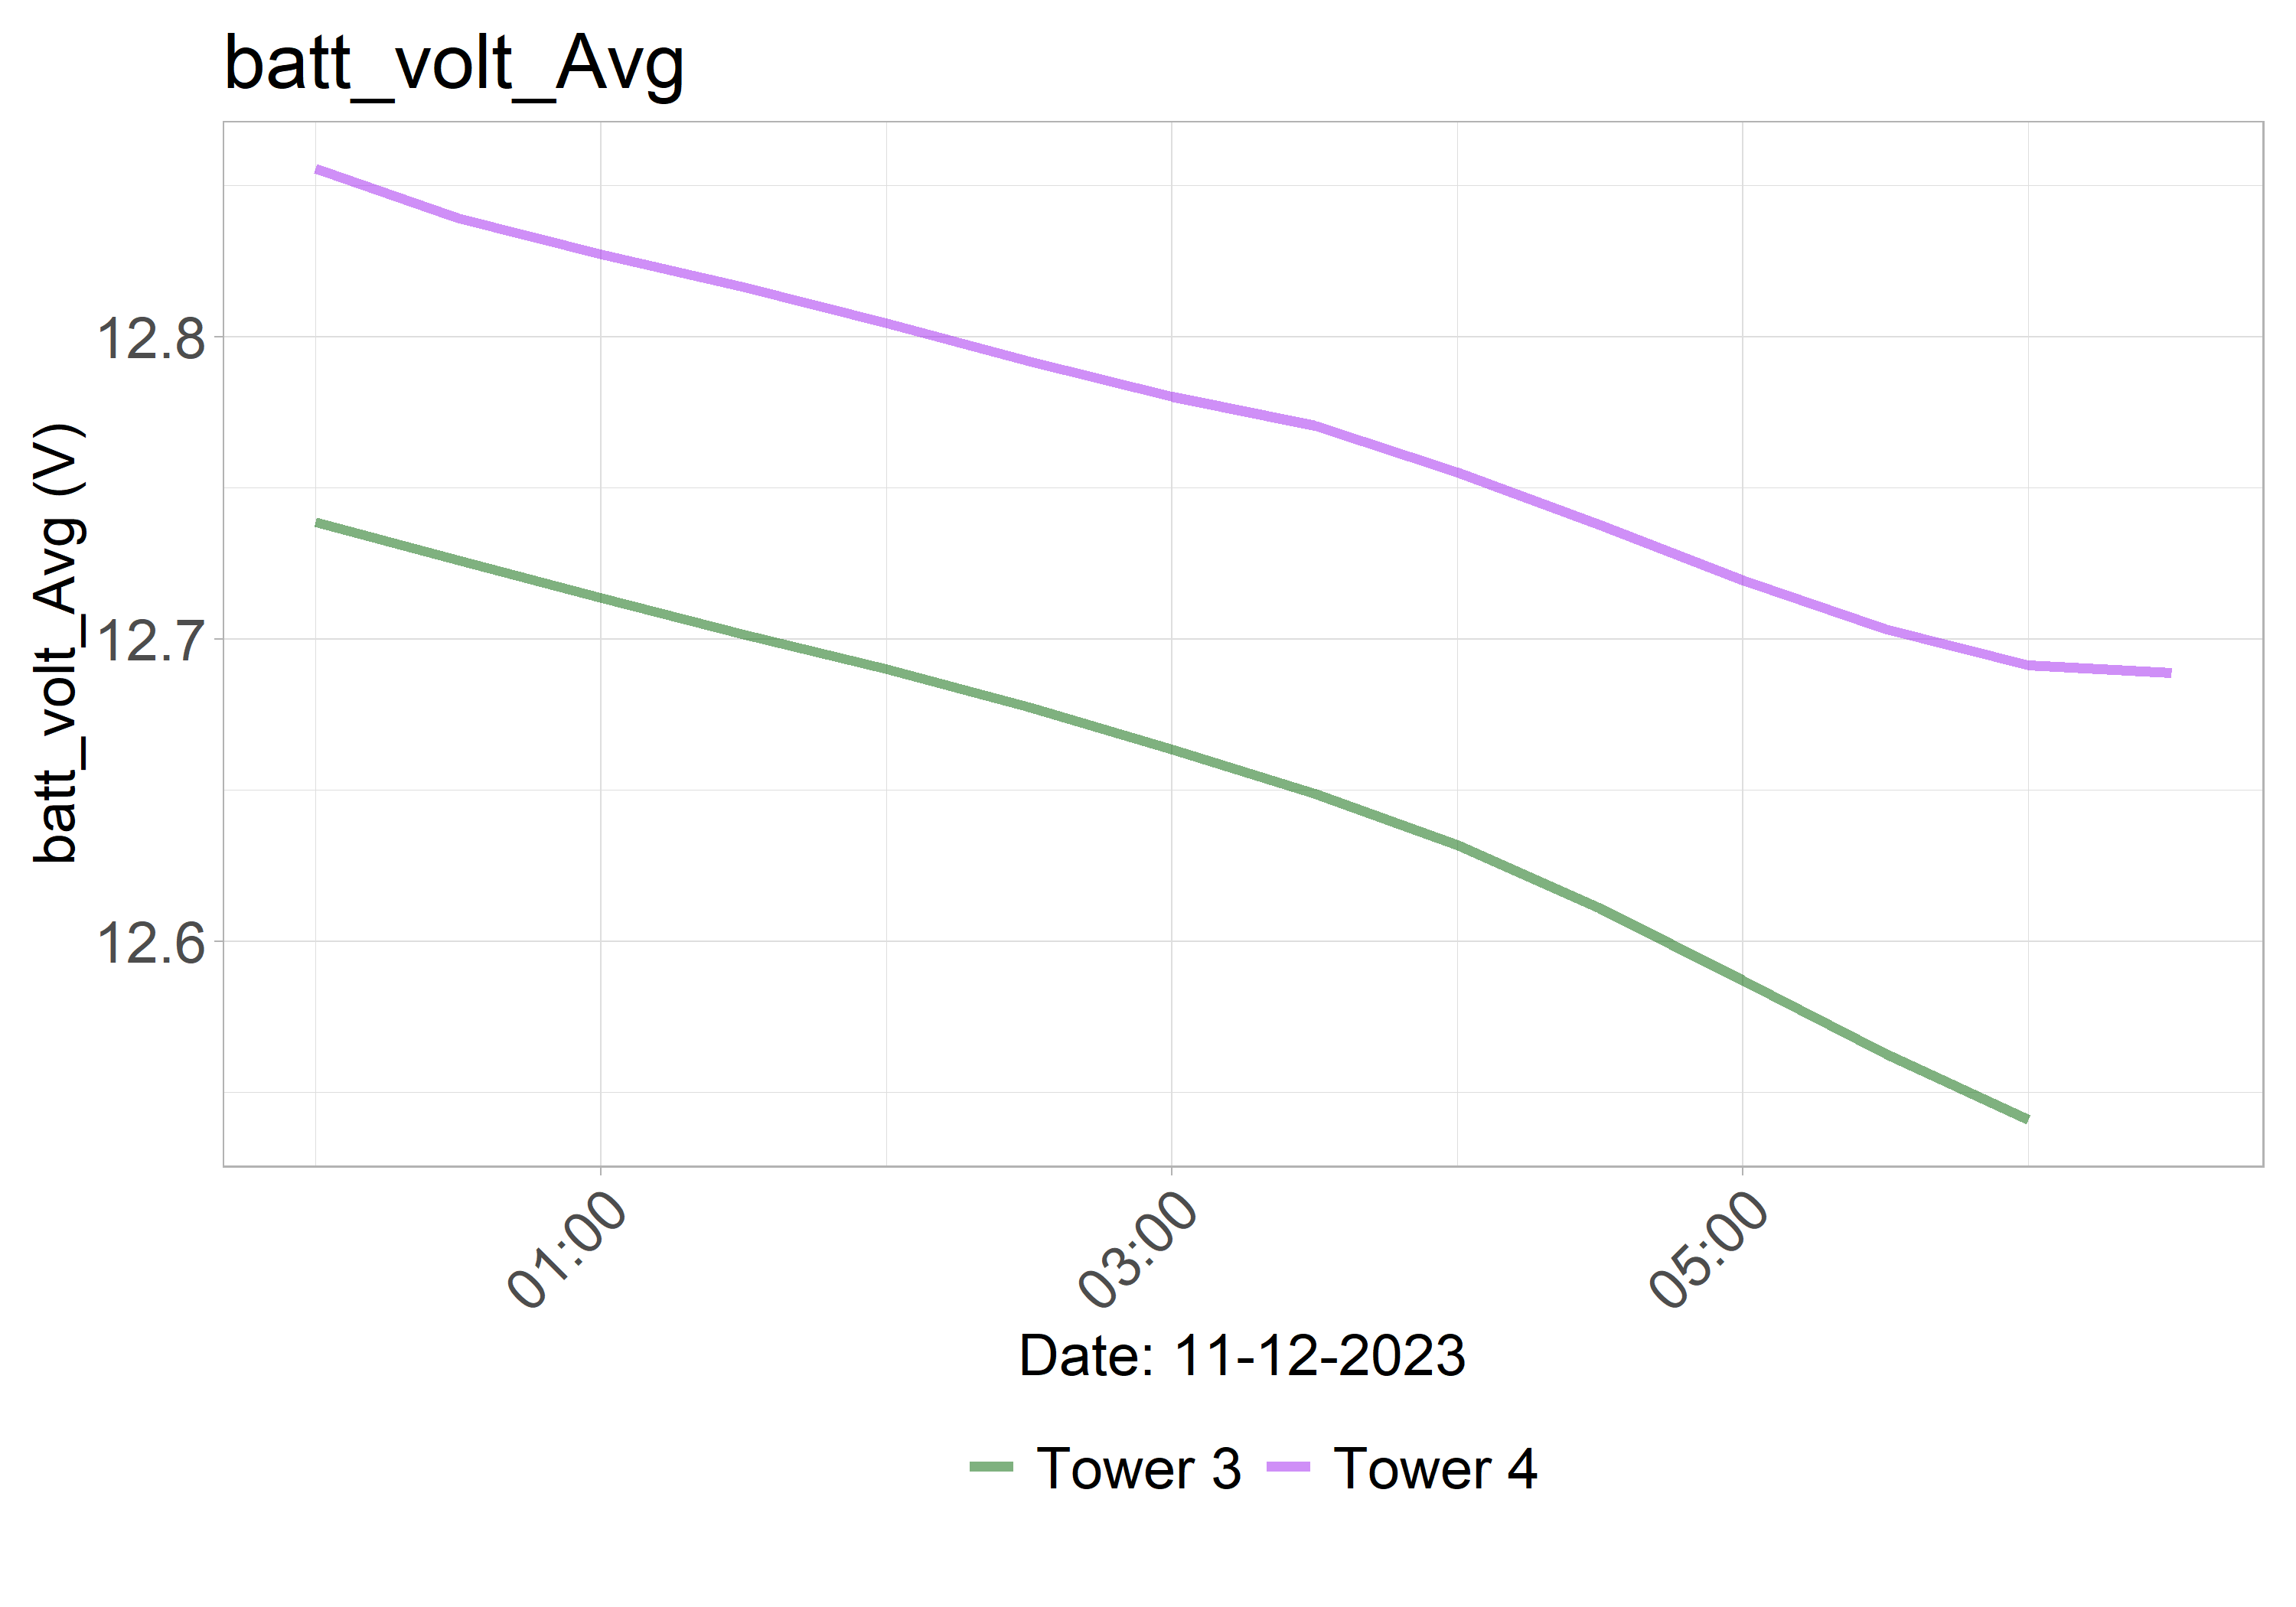 batt_volt_Avg
batt_volt_Avg (V)
12.8
12.7
12.6
01:00
03:00
05:00
Date: 11-12-2023
Tower 3
Tower 4